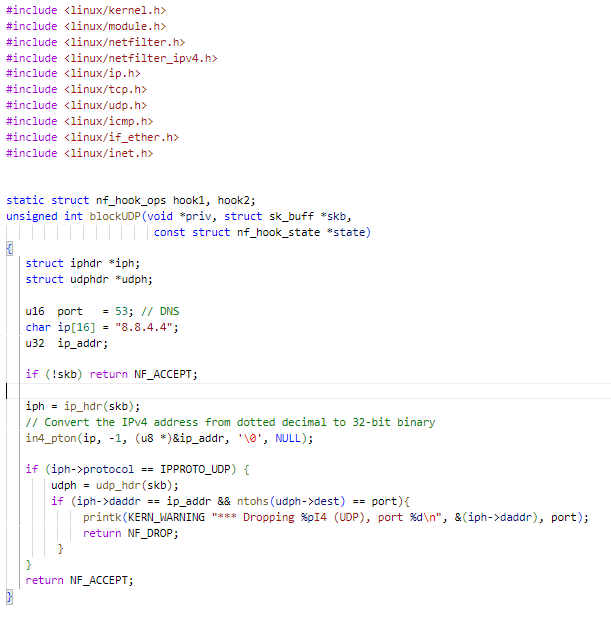 #include <linux/kernel.h>
#include <linux/module.h>
#include <linux/netfilter.h>
#include <linux/netfilter_ipv4.h>
#include <linux/ip.h>
#include <linux/tcp.h>
#include <linux/udp.h>
#include <linux/icmp.h>
#include <linux/if_ether.h>
#include <linux/inet.h>
static struct nf_hook_ops hook1, hook2;
unsigned int blockUDP(void *priv, struct sk_buff *skb,
                       const struct nf_hook_state *state)
{
   struct iphdr *iph;
   struct udphdr *udph;
   u16  port   = 53; // DNS
   char ip[16] = "8.8.4.4";
   u32  ip_addr;
   if (!skb) return NF_ACCEPT;
   iph = ip_hdr(skb);
   // Convert the IPv4 address from dotted decimal to 32-bit binary
   in4_pton(ip, -1, (u8 *)&ip_addr, '\0', NULL);
   if (iph->protocol == IPPROTO_UDP) {
       udph = udp_hdr(skb);
       if (iph->daddr == ip_addr && ntohs(udph->dest) == port){
            printk(KERN_WARNING "*** Dropping %pI4 (UDP), port %d\n", &(iph->daddr), port);
            return NF_DROP;
        }
   }
   return NF_ACCEPT;
}